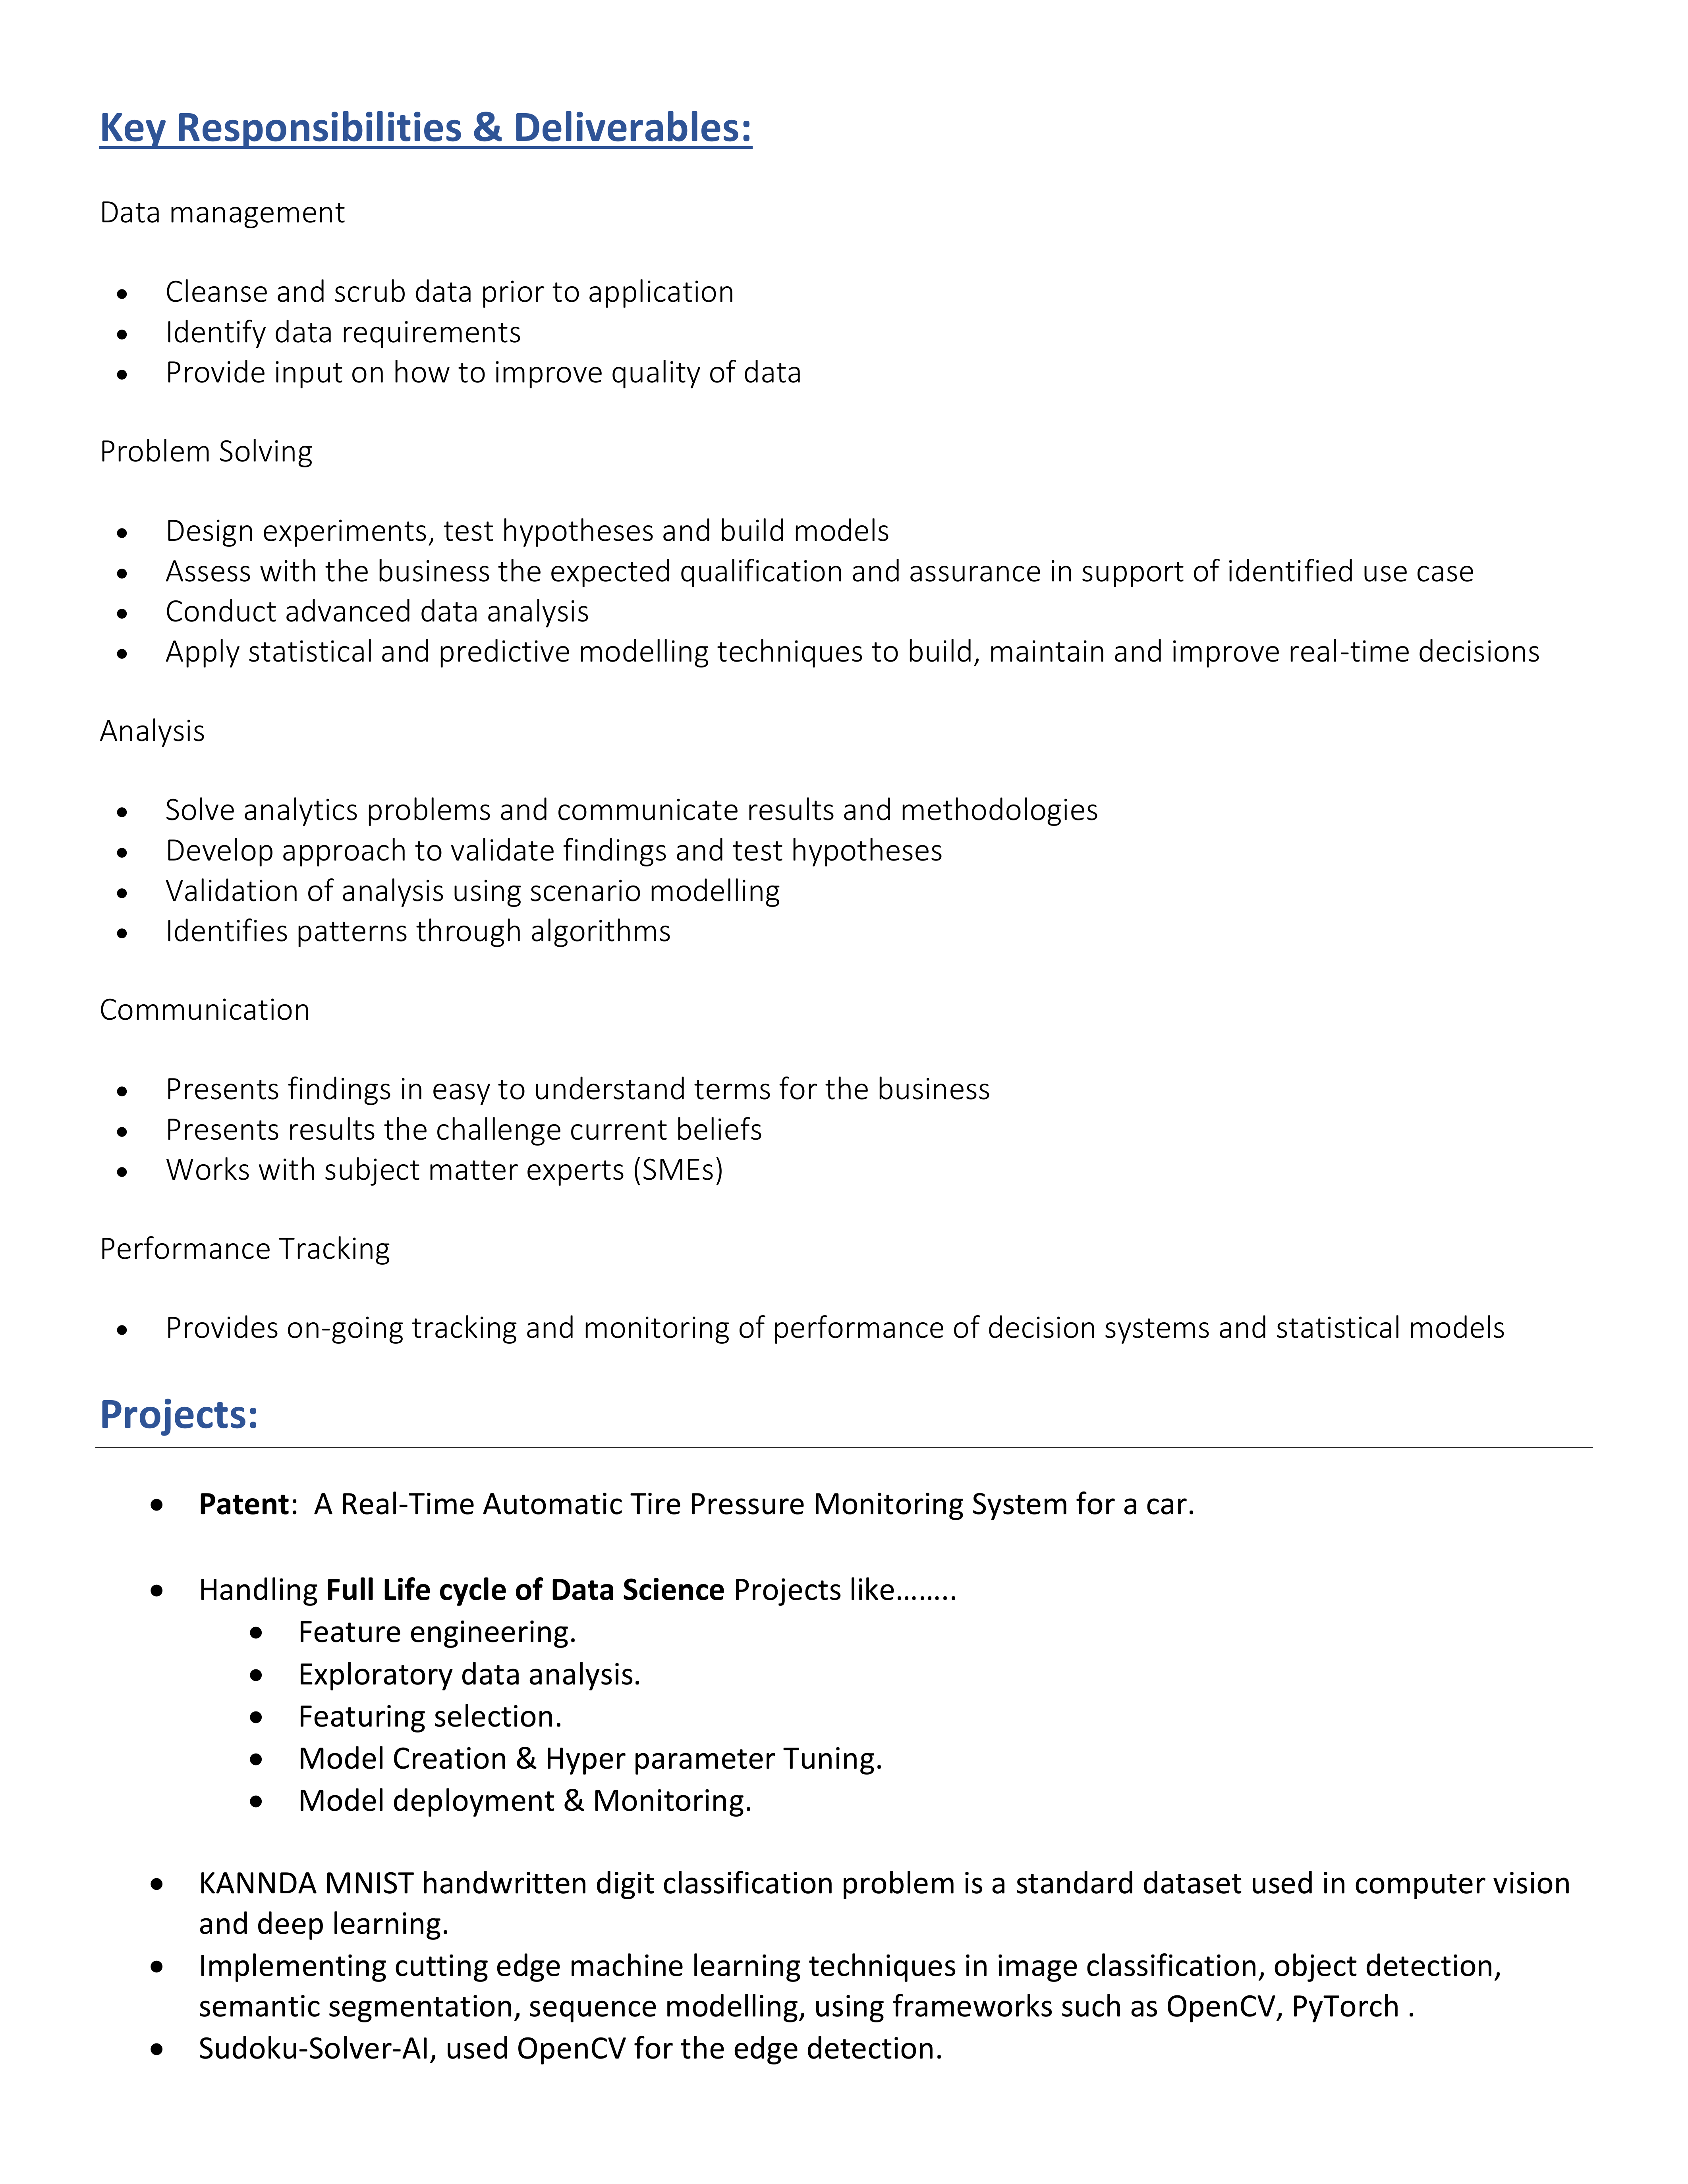 Key Responsibilities & Deliverables:
Data management
• Cleanse and scrub data prior to application
• Identify data requirements
• Provide input on how to improve quality of data
Problem Solving
• Design experiments, test hypotheses and build models
• Assess with the business the expected qualification and assurance in support of identified use case
• Conduct advanced data analysis
• Apply statistical and predictive modelling techniques to build, maintain and improve real-time decisions
Analysis
• Solve analytics problems and communicate results and methodologies
• Develop approach to validate findings and test hypotheses
• Validation of analysis using scenario modelling
• Identifies patterns through algorithms
Communication
• Presents findings in easy to understand terms for the business
• Presents results the challenge current beliefs
• Works with subject matter experts (SMEs)
Performance Tracking
• Provides on-going tracking and monitoring of performance of decision systems and statistical models
Projects:
• Patent: A Real-Time Automatic Tire Pressure Monitoring System for a car.
• Handling Full Life cycle of Data Science Projects like……..
• Feature engineering.
• Exploratory data analysis.
• Featuring selection.
• Model Creation & Hyper parameter Tuning.
• Model deployment & Monitoring.
• KANNDA MNIST handwritten digit classification problem is a standard dataset used in computer vision
and deep learning.
• Implementing cutting edge machine learning techniques in image classification, object detection,
semantic segmentation, sequence modelling, using frameworks such as OpenCV, PyTorch .
• Sudoku-Solver-AI, used OpenCV for the edge detection.